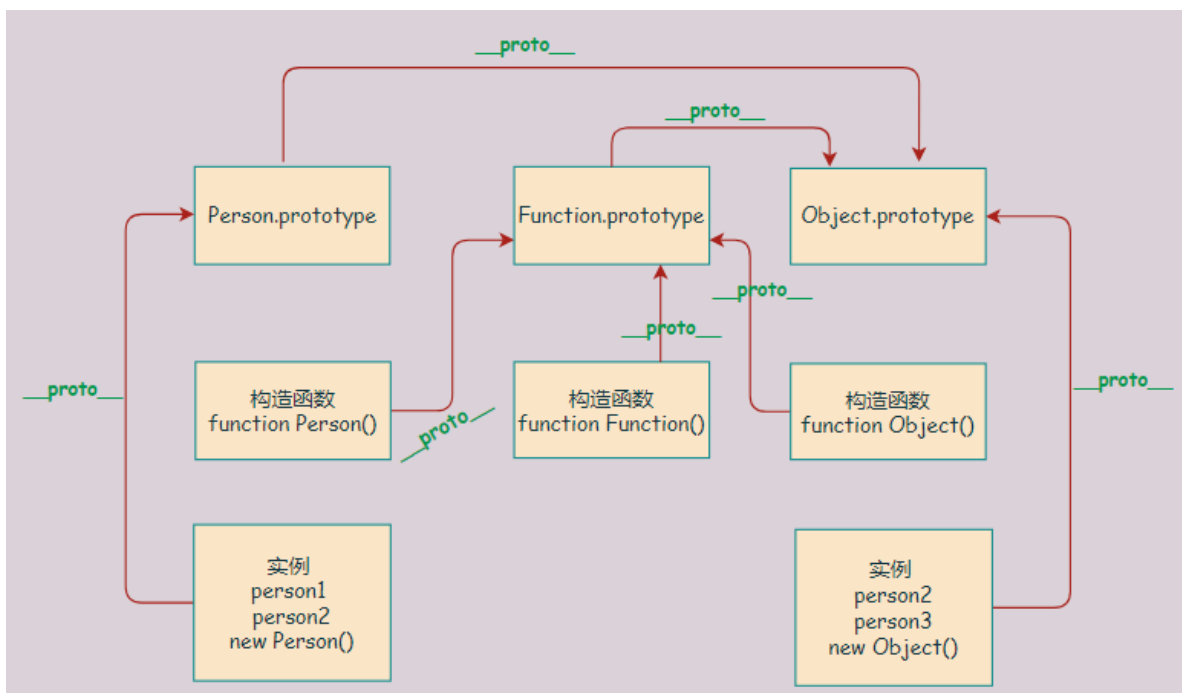 __proto__
__proto__
Person.prototype
Function.prototype
Object.prototype
__proto__
__proto__
__proto__
__proto__
构造函数
function Person()
__proto__
构造函数
function Function()
构造函数
function Object()
实例
person1
person2
new Person()
实例
person2
person3
new Object()